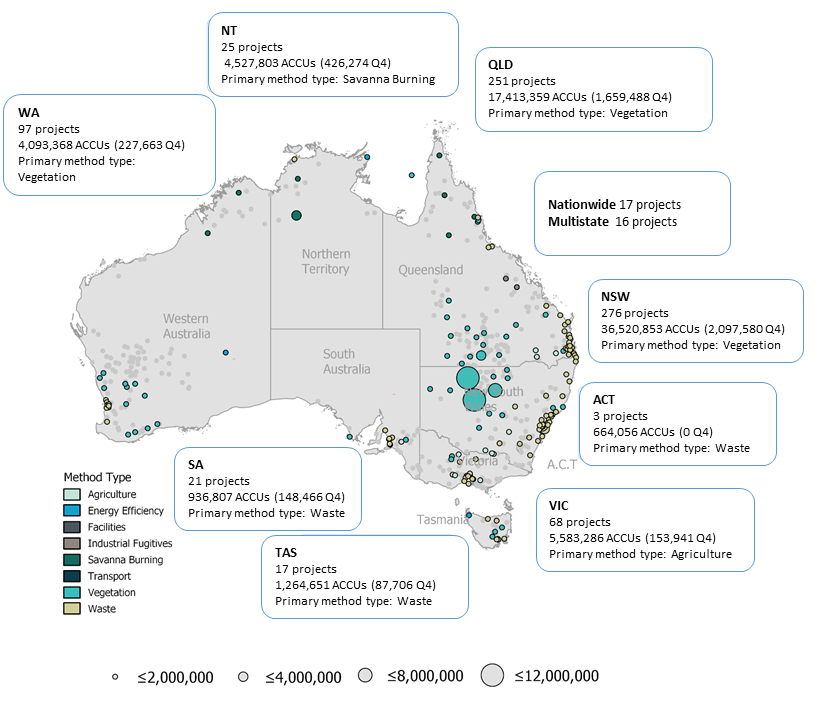 NT
25 projects
4,527,803 ACCUs (426,274 Q4)
Primary method type: Savanna Burning
QLD
251 projects
17,413,359 ACCUs (1,659,488 Q4)
Primary method type: Vegetation
WA
97 projects
4,093,368 ACCUs (227,663 Q4)
Primary method type:
Vegetation
Nationwide 17 projects
Multistate 16 projects
Northern
Territory
Queensland
Western
Australia
South
Australia
NSW
276 projects
36,520,853 ACCUs (2,097,580 Q4)
Primary method type: Vegetation
ACT
3 projects
664,056 ACCUs (0 Q4)
Primary method type: Waste
Victoria
A.C.T
Tasmania
SA
21 projects
936,807 ACCUs (148,466 Q4)
Primary method type: Waste
VIC
68 projects
5,583,286 ACCUs (153,941 Q4)
Primary method type: Agriculture
TAS
17 projects
1,264,651 ACCUs (87,706 Q4)
Primary method type: Waste
Method Type
Agriculture
Energy Efficiency
Facilities
Industrial Fugitives
Savanna Burning
Transport
Vegetation
Waste
≤2,000,000
≤4,000,000
≤8,000,000
≤12,000,000